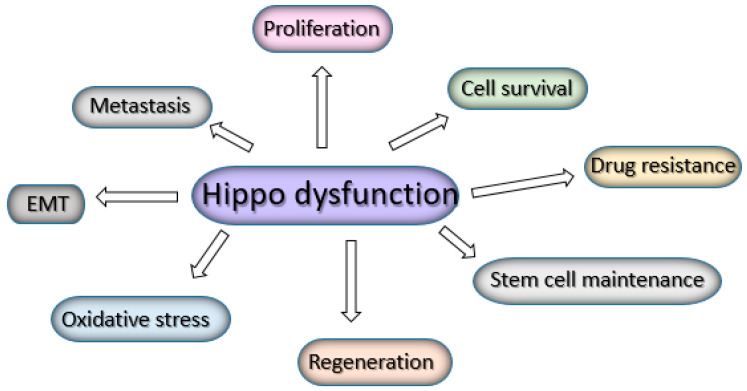 Proliferation
Cell survival
Metastasis
Drug resistance
Hippo dysfunction
EMT
Stem cell maintenance
Oxidative stress
Regeneration